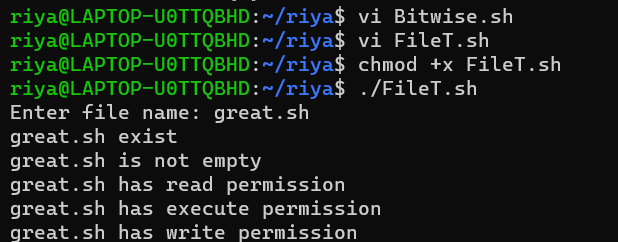 riya@LAPTOP-U0TTQBHD:~/riya$ vi Bitwise.sh
riya@LAPTOP-U0TTQBHD:~/riya$ vi FileT.sh
riya@LAPTOP-U0TTQBHD:~/riya$ chmod +x FileT.sh
riya@LAPTOP-U0TTQBHD:~/riya$ ./FileT.sh
Enter file name: great.sh
great.sh exist
great.sh is not empty
great.sh has read permission
great.sh has execute permission
great.sh has write permission